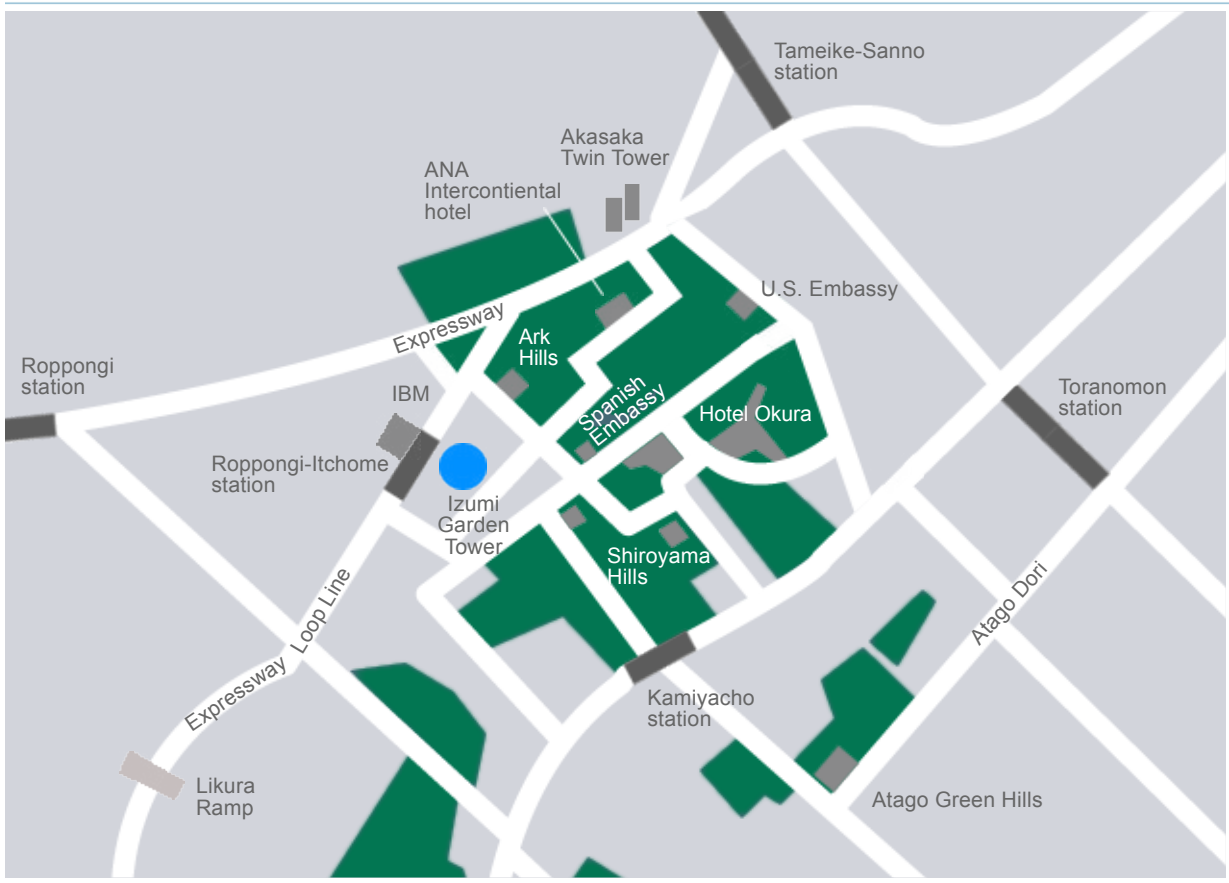 Tameike-Sanno
station
Akasaka
Twin Tower
ANA
Intercontiental
hotel
U.S. Embassy
Expressway
Ark
Hills
Roppongi
station
IBM
Spanish
Embassy
Hotel Okura
Toranomon
station
Roppongi-Itchome
station
Izumi
Garden
Tower
Shiroyama
Hills
Loop Line
Atago Dori
Expressway
Kamiyacho
station
Likura
Ramp
Atago Green Hills